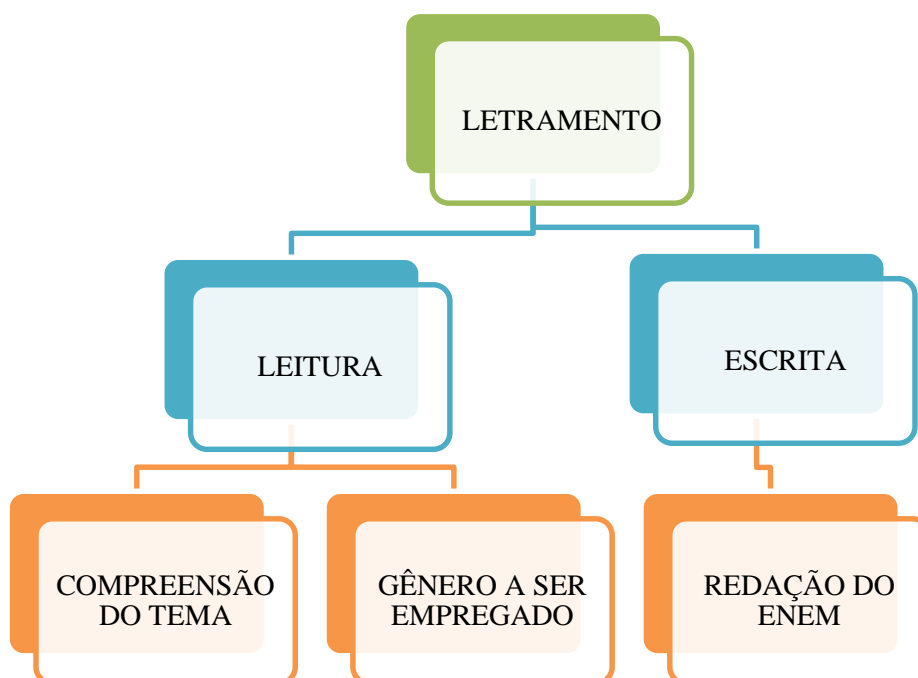 LETRAMENTO
LEITURA
ESCRITA
COMPREENSÃO
DO TEMA
GÊNERO A SER
EMPREGADO
REDAÇÃO DO
ENEM